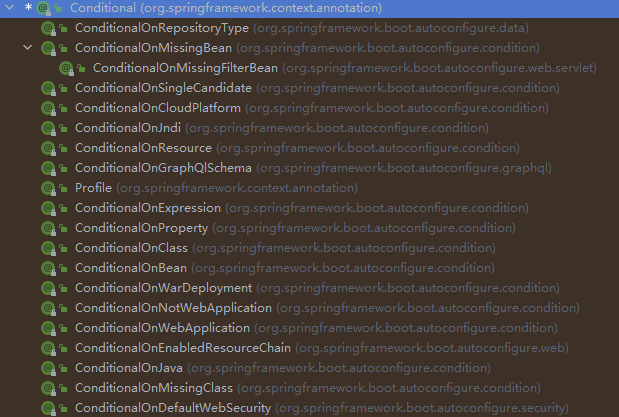 * Conditional (org.springframework.context.annotation)
ConditionalOnRepositoryType (org.springframework.boot.autoconfigure.data)
ConditionalOnMissingBean (org.springframework.boot.autoconfigure.condition)
ConditionalOnMissingFilterBean (org.springframework.boot.autoconfigure.web.servlet)
ConditionalOnSingleCandidate (org.springframework.boot.autoconfigure.condition)
ConditionalOnCloudPlatform (org.springframework.boot.autoconfigure.condition)
ConditionalOnJndi (org.springframework.boot.autoconfigure.condition)
ConditionalOnResource (org.springframework.boot.autoconfigure.condition)
ConditionalOnGraphQlSchema (org.springframework.boot.autoconfigure.graphql)
Profile (org.springframework.context.annotation)
ConditionalOnExpression (org.springframework.boot.autoconfigure.condition)
ConditionalOnProperty (org.springframework.boot.autoconfigure.condition)
ConditionalOnClass (org.springframework.boot.autoconfigure.condition)
ConditionalOnBean (org.springframework.boot.autoconfigure.condition)
ConditionalOnWarDeployment (org.springframework.boot.autoconfigure.condition)
ConditionalOnNotWebApplication (org.springframework.boot.autoconfigure.condition)
ConditionalOnWebApplication (org.springframework.boot.autoconfigure.condition)
ConditionalOnEnabledResourceChain (org.springframework.boot.autoconfigure.web)
ConditionalOnJava (org.springframework.boot.autoconfigure.condition)
ConditionalOnMissingClass (org.springframework.boot.autoconfigure.condition)
ConditionalOnDefaultWebSecurity (org.springframework.boot.autoconfigure.security)